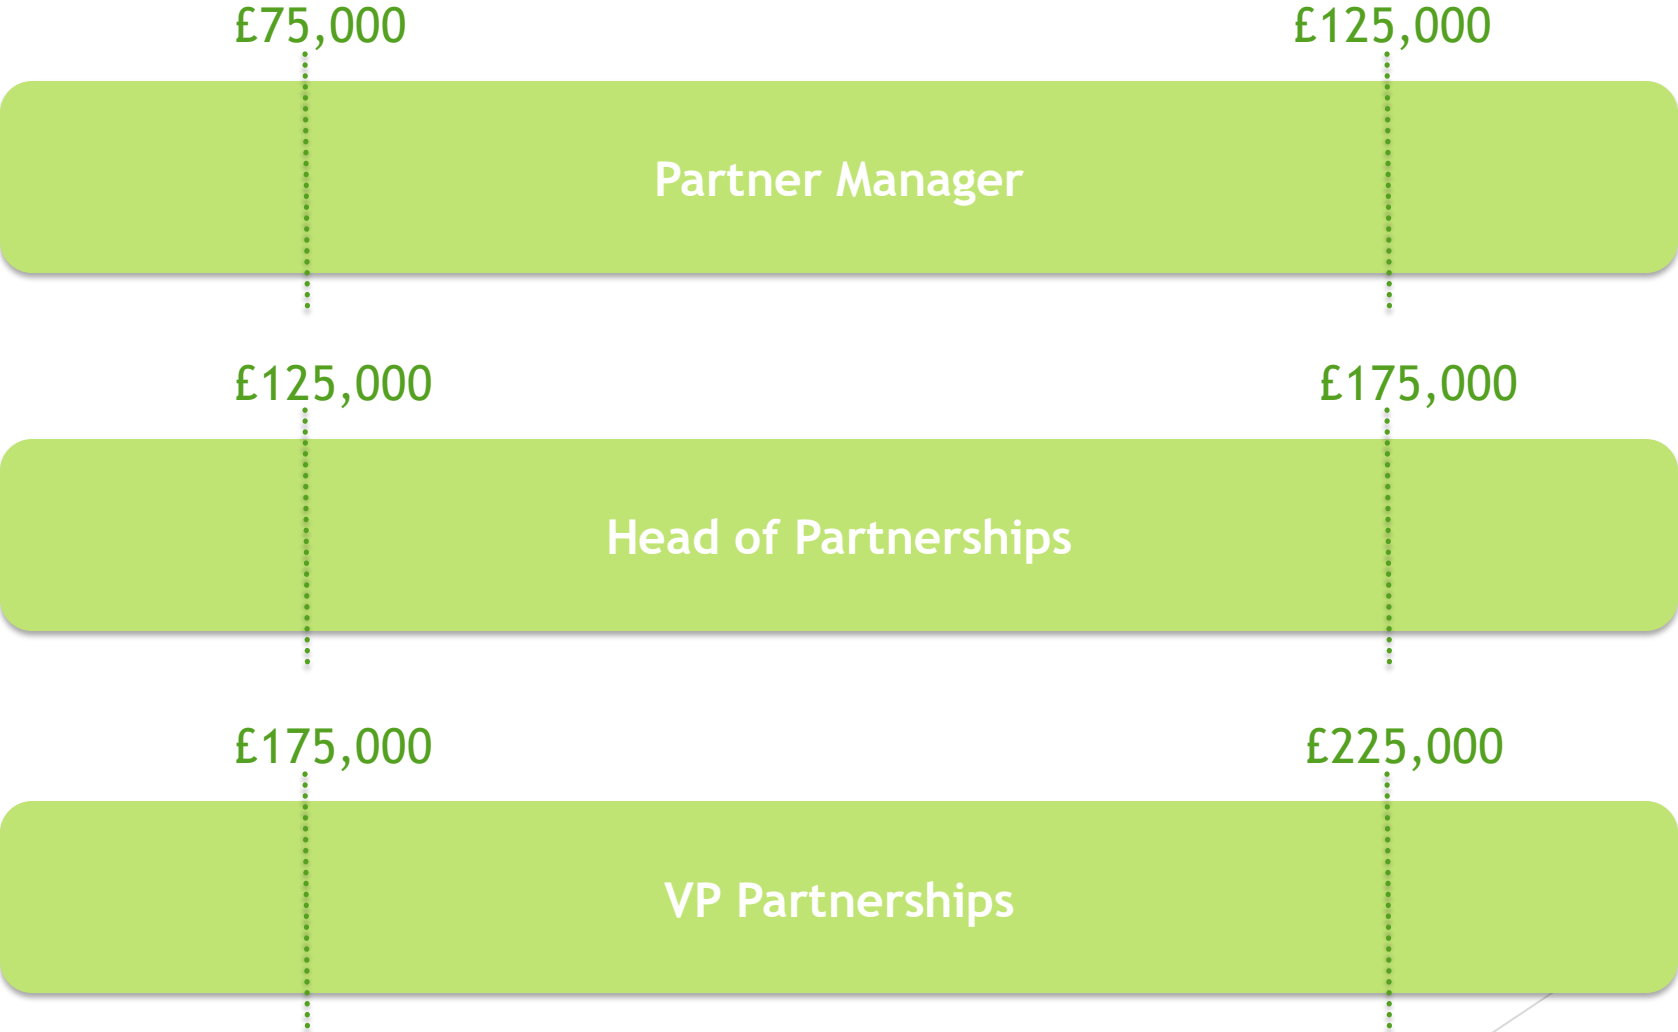 £75,000 £125,000
Partner Manager
£125,000 £175,000
Head of Partnerships
£175,000 £225,000
VP Partnerships